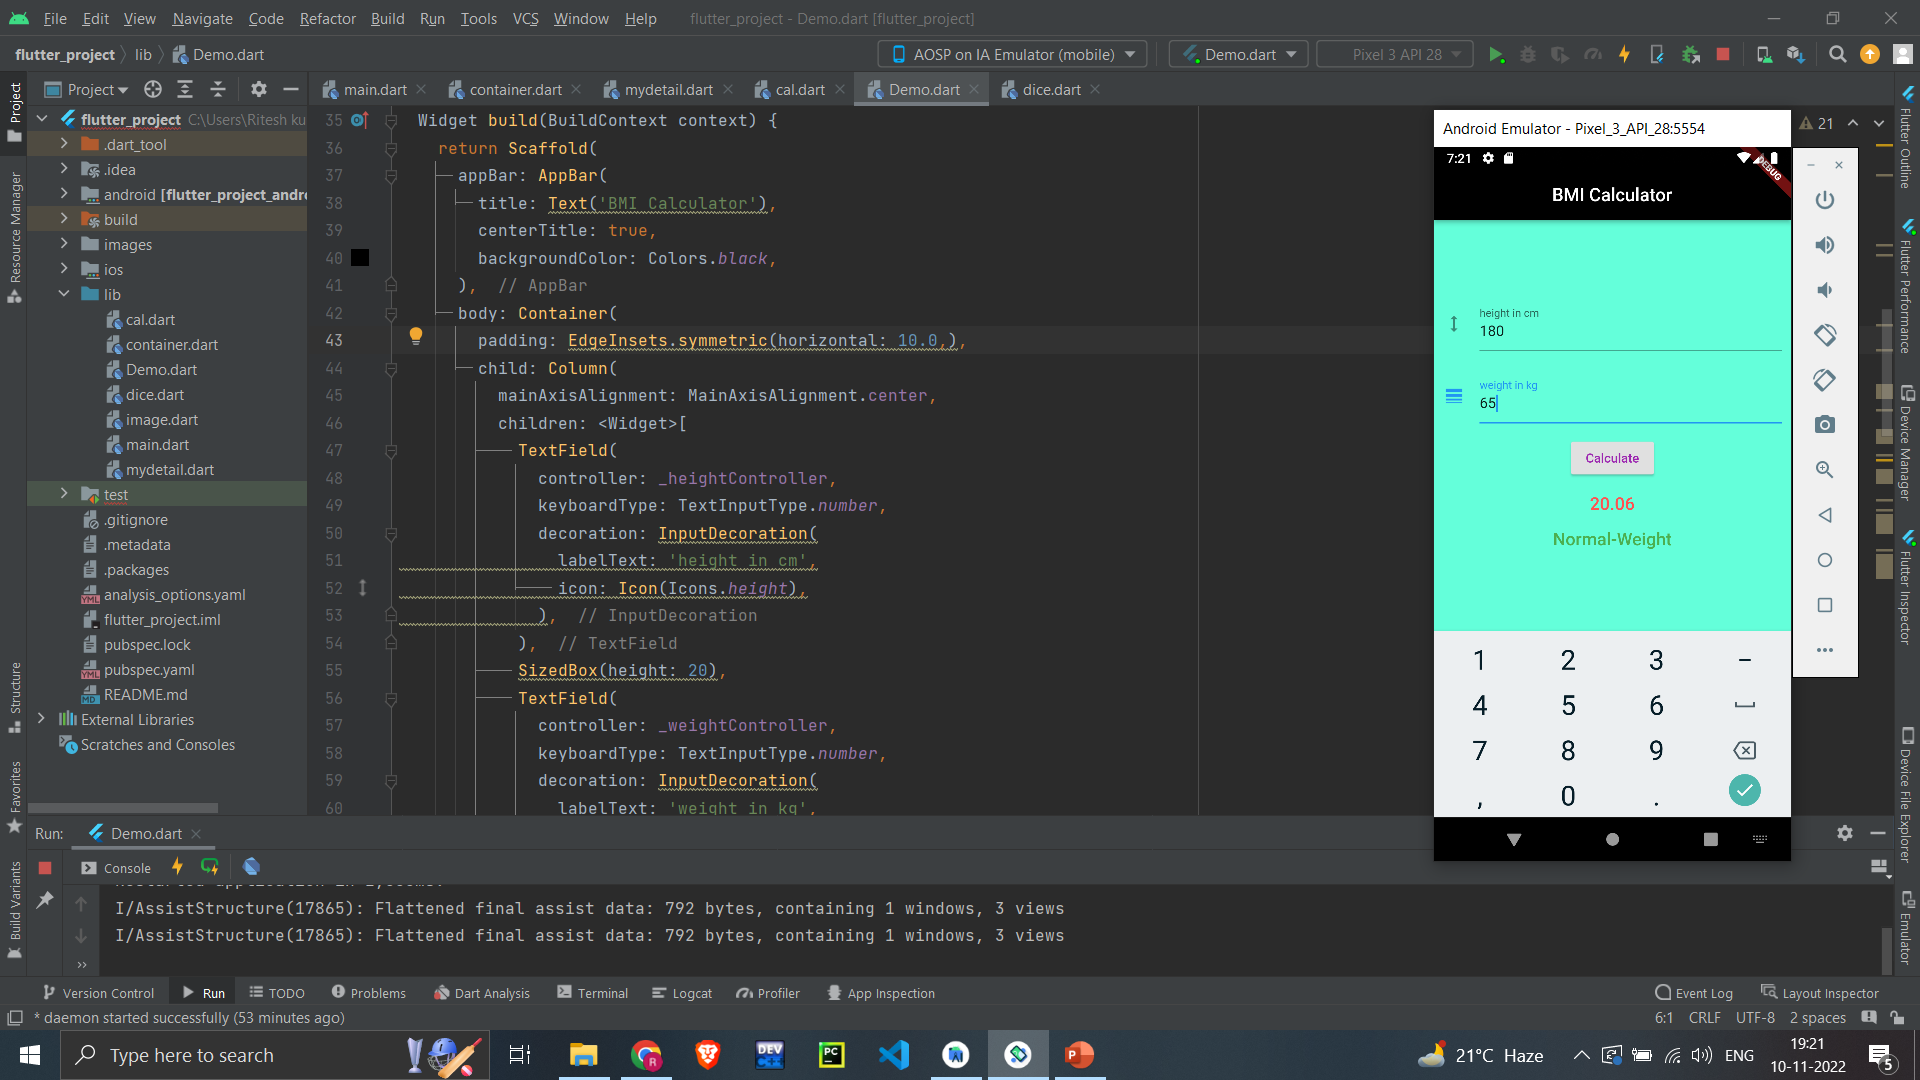 File Edit View Navigate Code Refactor Build Run Tools VCS Window Help flutter_project - Demo.dart [flutter_project]
flutter_project lib Demo.dart
AOSP on IA Emulator (mobile) Demo.dart Pixel 3 API 28
Project
main.dart container.dart mydetail.dart cal.dart Demo.dart dice.dart
flutter_project C:\Users\Ritesh ku
.dart_tool
.idea
android [flutter_project_andro
build
images
ios
lib
cal.dart
container.dart
Demo.dart
dice.dart
image.dart
main.dart
mydetail.dart
test
.gitignore
.metadata
.packages
analysis_options.yaml
flutter_project.iml
pubspec.lock
pubspec.yaml
README.md
External Libraries
Scratches and Consoles
Project
Resource Manager
Structure
Favorites
Build Variants
35 Widget build(BuildContext context) {
36 return Scaffold(
37 appBar: AppBar(
38 title: Text('BMI Calculator'),
39 centerTitle: true,
40 backgroundColor: Colors.black,
41 ), // AppBar
42 body: Container(
43 padding: EdgeInsets.symmetric(horizontal: 10.0,),
44 child: Column(
45 mainAxisAlignment: MainAxisAlignment.center,
46 children: <Widget>[
47 TextField(
48 controller: _heightController,
49 keyboardType: TextInputType.number,
50 decoration: InputDecoration(
51 labelText: 'height in cm',
52 icon: Icon(Icons.height),
53 ), // InputDecoration
54 ), // TextField
55 SizedBox(height: 20),
56 TextField(
57 controller: _weightController,
58 keyboardType: TextInputType.number,
59 decoration: InputDecoration(
60 labelText: 'weight in kg',
21
Android Emulator - Pixel_3_API_28:5554
7:21
DEBUG
BMI Calculator
height in cm
180
weight in kg
65
Calculate
20.06
Normal-Weight
1 2 3 -
4 5 6
7 8 9
, 0 .
Flutter Outline
Flutter Performance
Device Manager
Flutter Inspector
Device File Explorer
Emulator
Run: Demo.dart
Console
I/AssistStructure(17865): Flattened final assist data: 792 bytes, containing 1 windows, 3 views
I/AssistStructure(17865): Flattened final assist data: 792 bytes, containing 1 windows, 3 views
Version Control Run TODO Problems Dart Analysis Terminal Logcat Profiler App Inspection Event Log Layout Inspector
* daemon started successfully (53 minutes ago) 6:1 CRLF UTF-8 2 spaces
Type here to search
DEV C++
PC
P
R
21°C Haze
ENG
19:21
10-11-2022
5